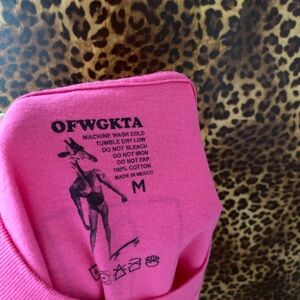 OFWGKTA
MACHINE WASH COLD
TUMBLE DRY LOW
DO NOT BLEACH
DO NOT IRON
DO NOT FAP
100% COTTON
MADE IN MEXICO
M